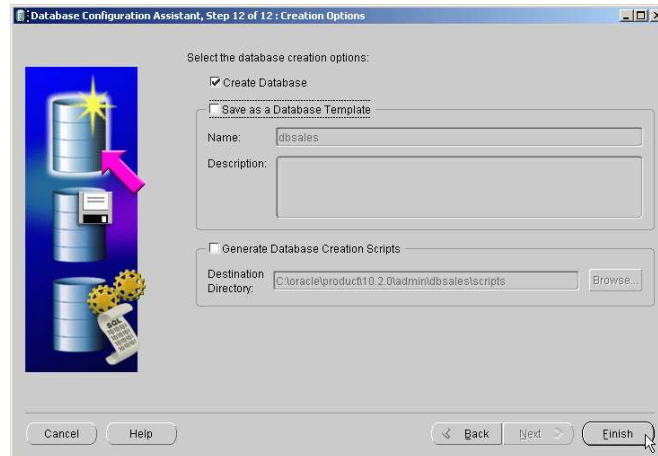 Database Configuration Assistant, Step 12 of 12 : Creation Options
Select the database creation options:
Create Database
Save as a Database Template
Name:
dbsales
Description:
Generate Database Creation Scripts
Destination
Directory:
C:\oracle\product\10.2.0\admin\dbsales\scripts
Browse...
SQL
Cancel
Help
Back
Next
Finish